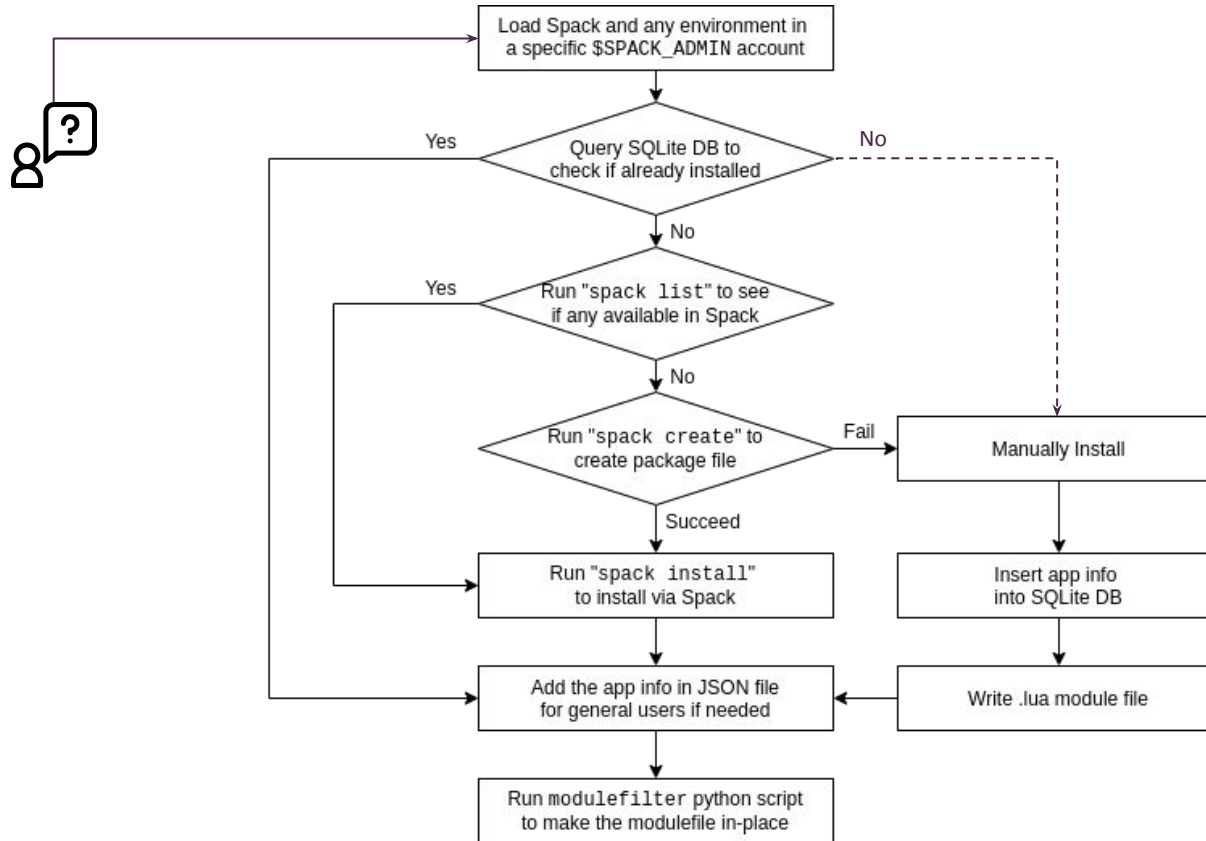 Load Spack and any environment in
a specific $SPACK_ADMIN account
?
Yes
Query SQLite DB to
check if already installed
No
No
Yes
Run "spack list" to see
if any available in Spack
No
Run "spack create" to
create package file
Fail
Manually Install
Succeed
Run "spack install"
to install via Spack
Insert app info
into SQLite DB
Add the app info in JSON file
for general users if needed
Write .lua module file
Run modulefilter python script
to make the modulefile in-place